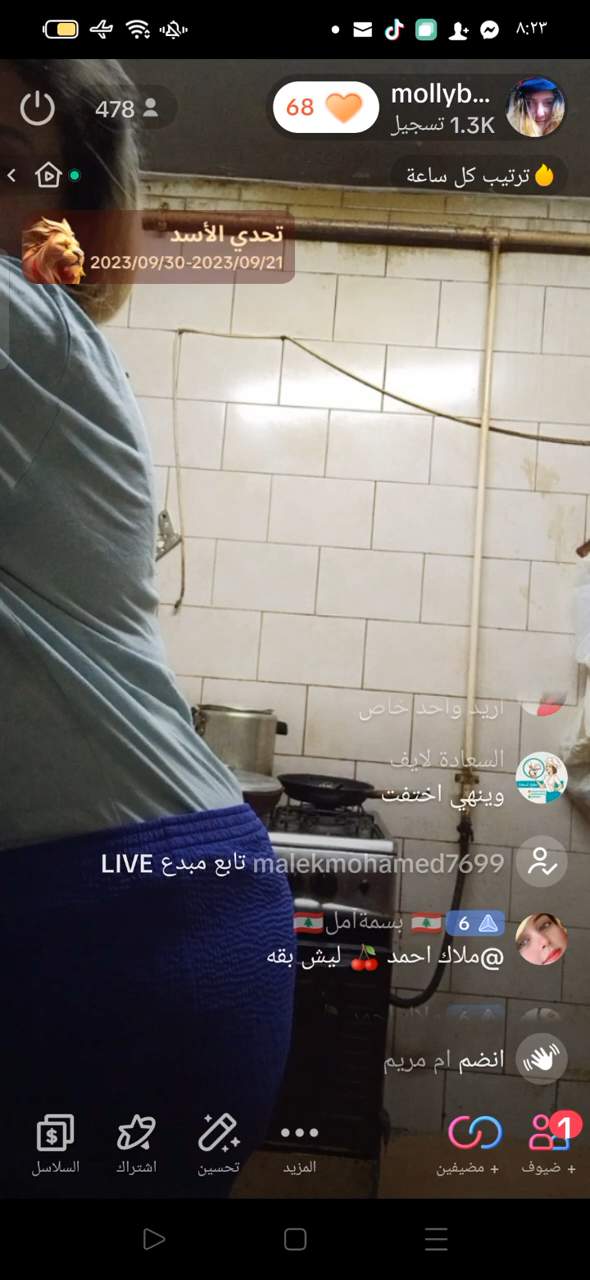 ٨:٢٣
mollyb...
1.3K تسجيل
68
478
ترتيب كل ساعة
تحدي الأسد
2023/09/30-2023/09/21
اريد واحد خاص
السعادة لايف
وينهي اختفت
malekmohamed7699 تابع مبدع LIVE
6 🇱🇧 بسمةامل🇱🇧
@ملاك احمد 🍒 ليش بقه
انضم ام مريم
1
+ ضيوف
+ مضيفين
المزيد
تحسين
اشتراك
السلاسل